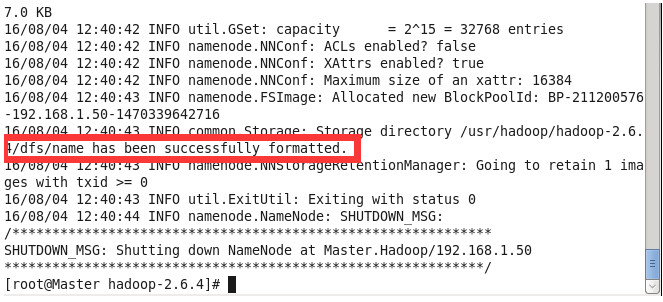 7.0 KB
16/08/04 12:40:42 INFO util.GSet: capacity      = 2^15 = 32768 entries
16/08/04 12:40:42 INFO namenode.NNConf: ACLs enabled? false
16/08/04 12:40:42 INFO namenode.NNConf: XAttrs enabled? true
16/08/04 12:40:42 INFO namenode.NNConf: Maximum size of an xattr: 16384
16/08/04 12:40:43 INFO namenode.FSImage: Allocated new BlockPoolId: BP-211200576
-192.168.1.50-1470339642716
16/08/04 12:40:43 INFO common.Storage: Storage directory /usr/hadoop/hadoop-2.6.
4/dfs/name has been successfully formatted.
16/08/04 12:40:43 INFO namenode.NNStorageRetentionManager: Going to retain 1 ima
ges with txid >= 0
16/08/04 12:40:43 INFO util.ExitUtil: Exiting with status 0
16/08/04 12:40:44 INFO namenode.NameNode: SHUTDOWN_MSG:
/************************************************************
SHUTDOWN_MSG: Shutting down NameNode at Master.Hadoop/192.168.1.50
************************************************************/
[root@Master hadoop-2.6.4]#